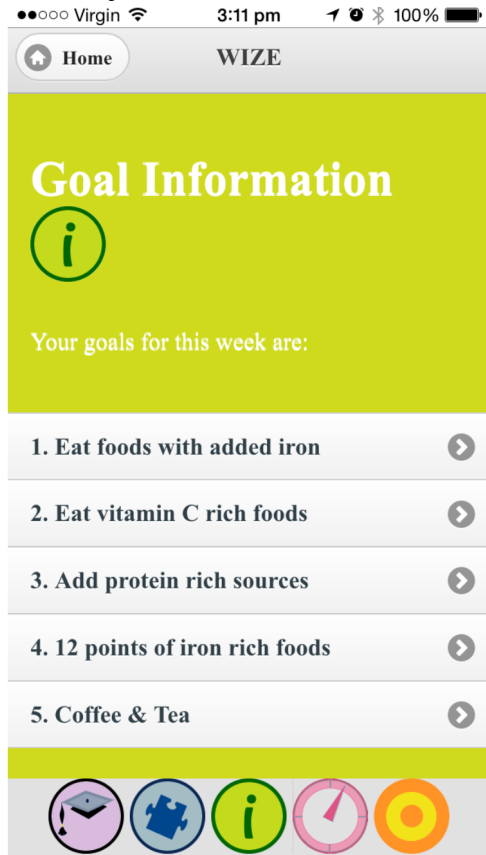 Virgin 3:11 pm 100%
Home WIZE
Goal Information
i
Your goals for this week are:
1. Eat foods with added iron
2. Eat vitamin C rich foods
3. Add protein rich sources
4. 12 points of iron rich foods
5. Coffee & Tea
i